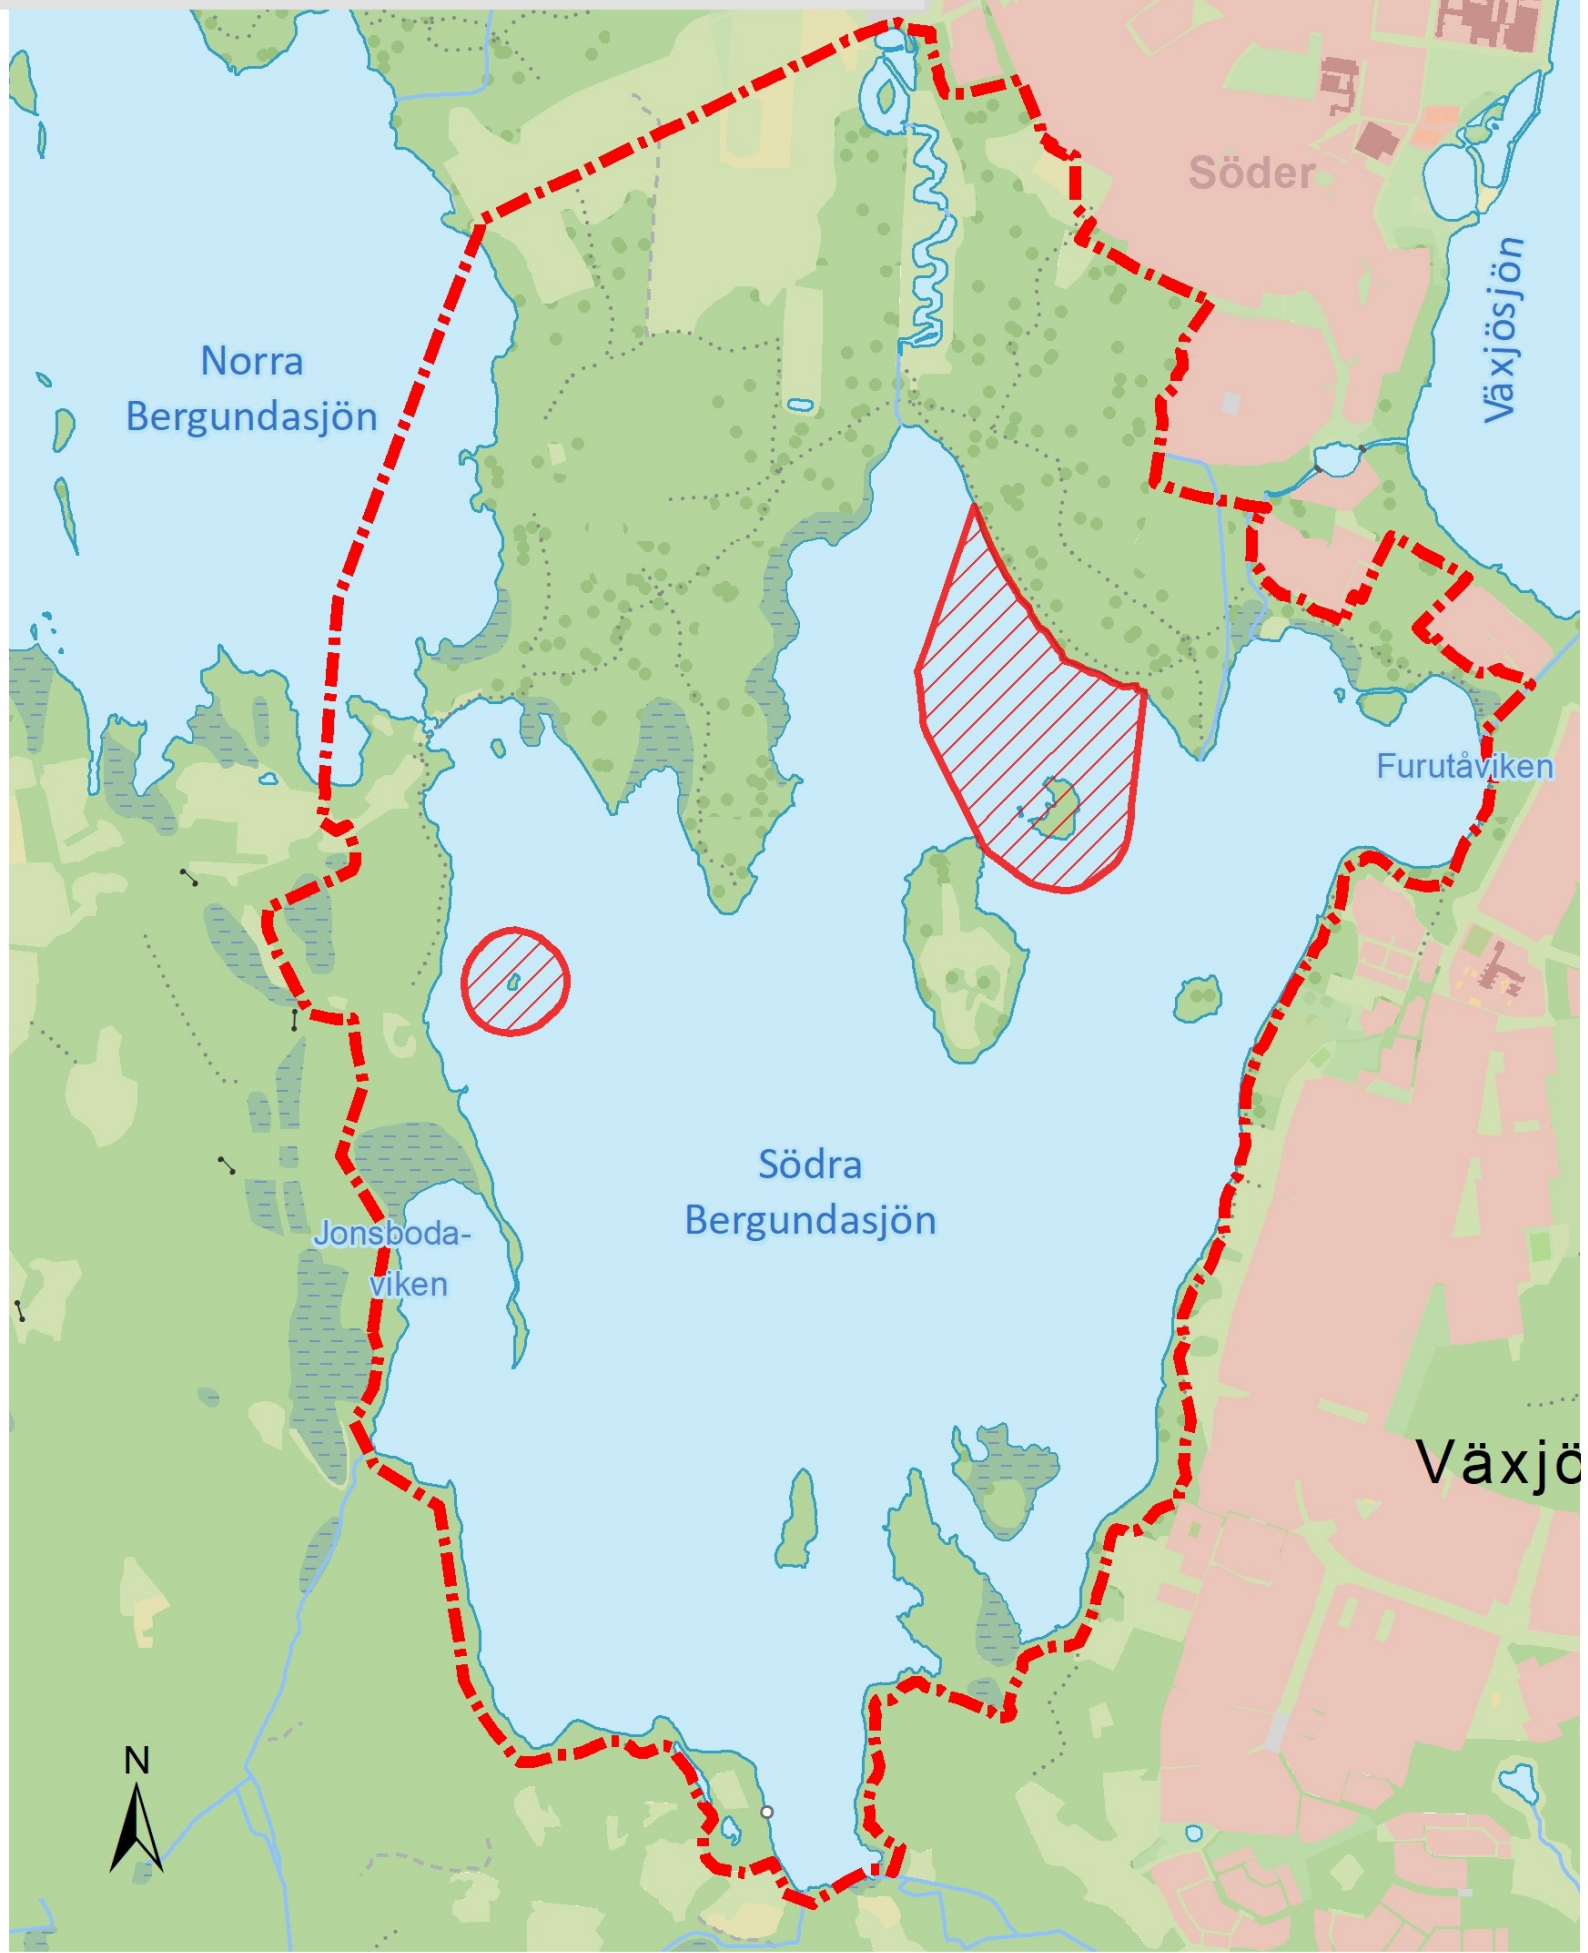 Söder
Växjösjön
Norra
Bergundasjön
Furutåviken
Södra
Bergundasjön
Jonsboda-
viken
Växjö
N